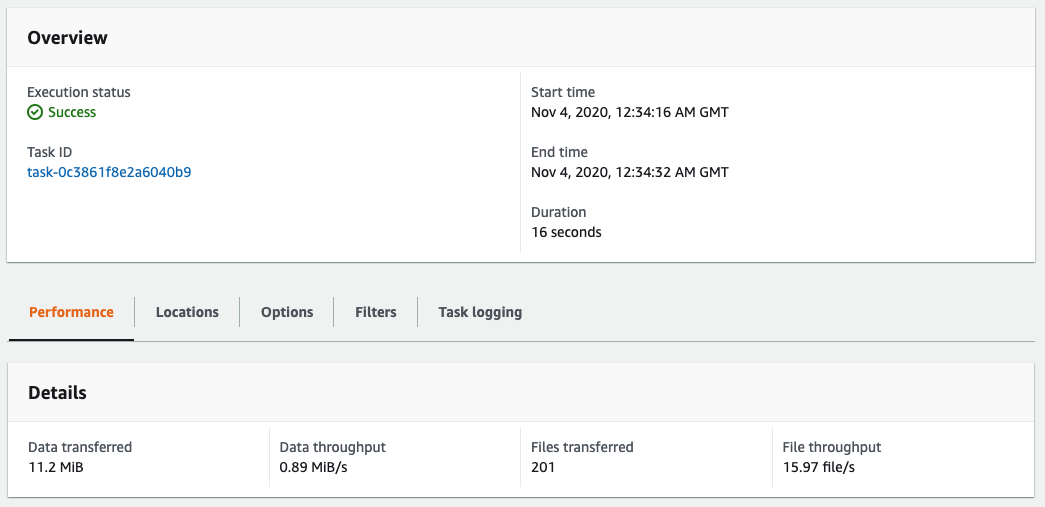 Overview
Execution status
Success
Task ID
task-0c3861f8e2a6040b9
Start time
Nov 4, 2020, 12:34:16 AM GMT
End time
Nov 4, 2020, 12:34:32 AM GMT
Duration
16 seconds
Performance Locations Options Filters Task logging
Details
Data transferred
11.2 MiB
Data throughput
0.89 MiB/s
Files transferred
201
File throughput
15.97 file/s